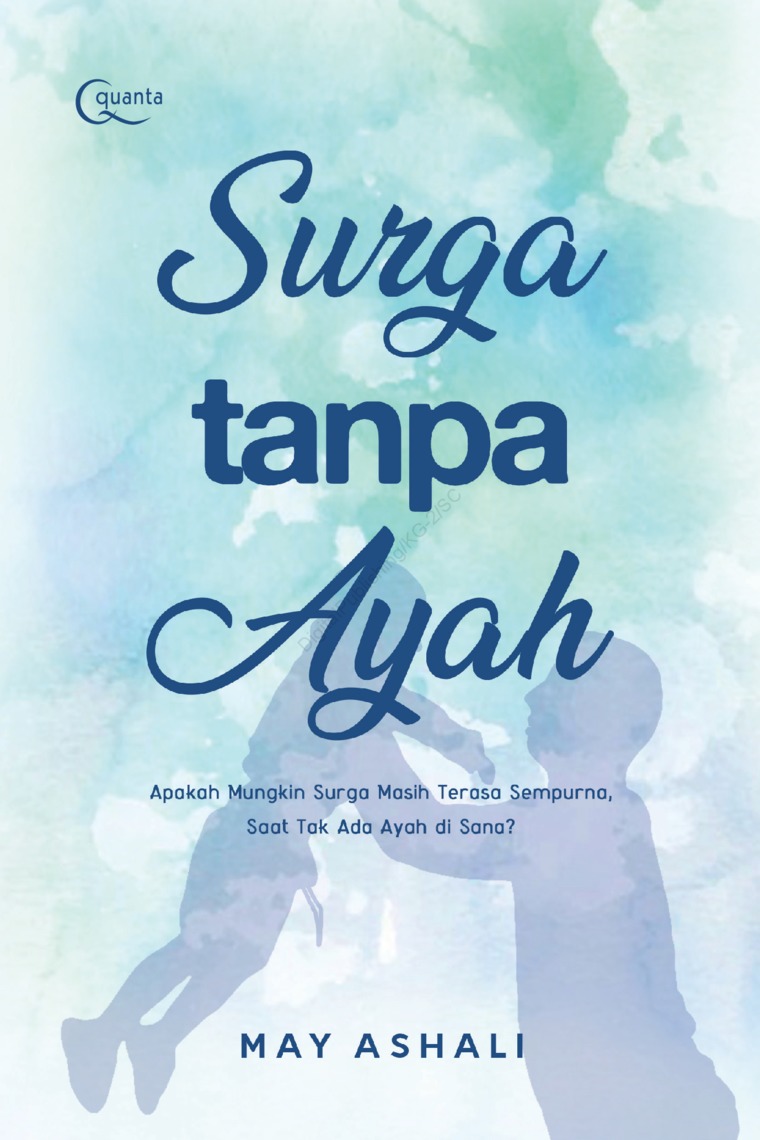 quanta
Surga
tanpa
Ayah
Apakah Mungkin Surga Masih Terasa Sempurna,
Saat Tak Ada Ayah di Sana?
MAY ASHALI